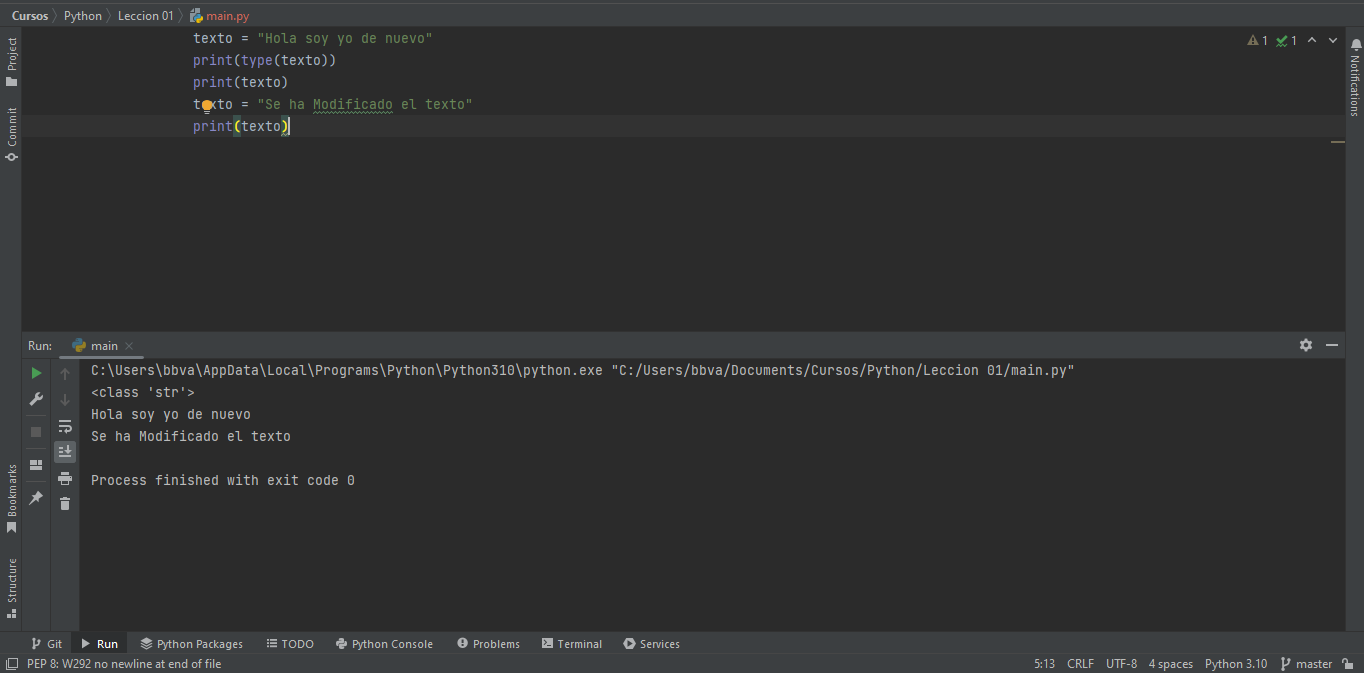 Cursos Python Leccion 01 main.py
Project
Commit
Bookmarks
Structure
texto = "Hola soy yo de nuevo"
print(type(texto))
print(texto)
texto = "Se ha Modificado el texto"
print(texto)
1 1
Notifications
Run: main
C:\Users\bbva\AppData\Local\Programs\Python\Python310\python.exe "C:/Users/bbva/Documents/Cursos/Python/Leccion 01/main.py"
<class 'str'>
Hola soy yo de nuevo
Se ha Modificado el texto
Process finished with exit code 0
Git Run Python Packages TODO Python Console Problems Terminal Services
PEP 8: W292 no newline at end of file 5:13 CRLF UTF-8 4 spaces Python 3.10 master